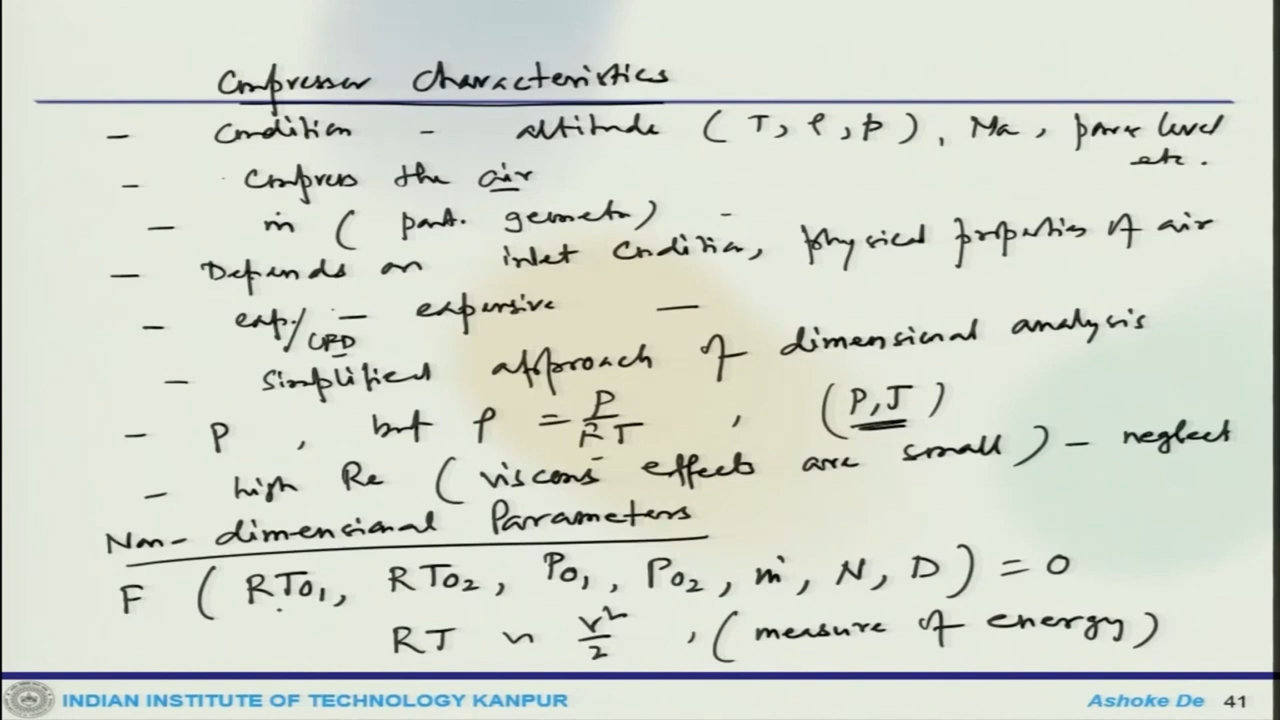 Compressor Characteristics
- Condition - altitude (T, ρ, p), Ma, power level etc.
- Compress the air
- ṁ (part. geometr) -
- Depends on inlet Condition, physical properties of air
- exp./CFD - expensive -
- Simplified approach of dimensional analysis
- ρ, but ρ = P/RT, (P,T)
- high Re (viscous effects are small) - neglect
Non-dimensional Parameters
F (RT01, RT02, P01, P02, ṁ, N, D) = 0
RT ~ V²/2, (measure of energy)
INDIAN INSTITUTE OF TECHNOLOGY KANPUR
Ashoke De 41